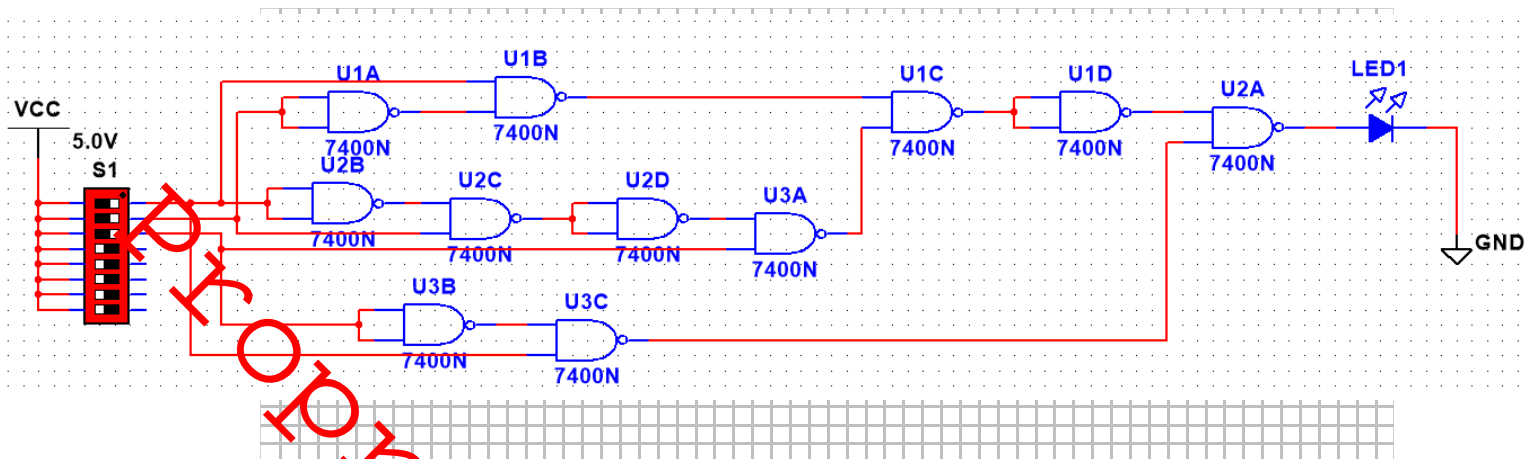 VCC
5.0V
S1
U1A
7400N
U1B
7400N
U2B
7400N
U2C
7400N
U2D
7400N
U3A
7400N
U3B
7400N
U3C
7400N
U1C
7400N
U1D
7400N
U2A
7400N
LED1
GND